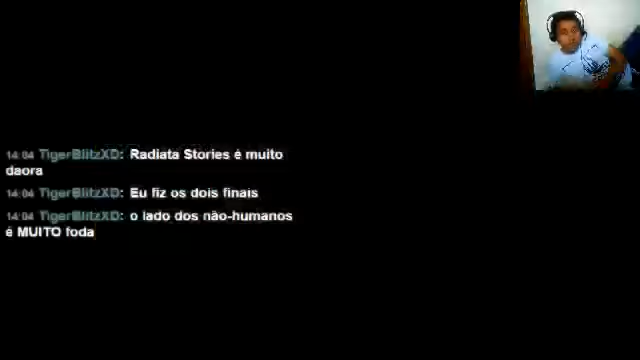 14:04 TigerBlitzXD: Radiata Stories é muito
daora
14:04 TigerBlitzXD: Eu fiz os dois finais
14:04 TigerBlitzXD: o lado dos não-humanos
é MUITO foda